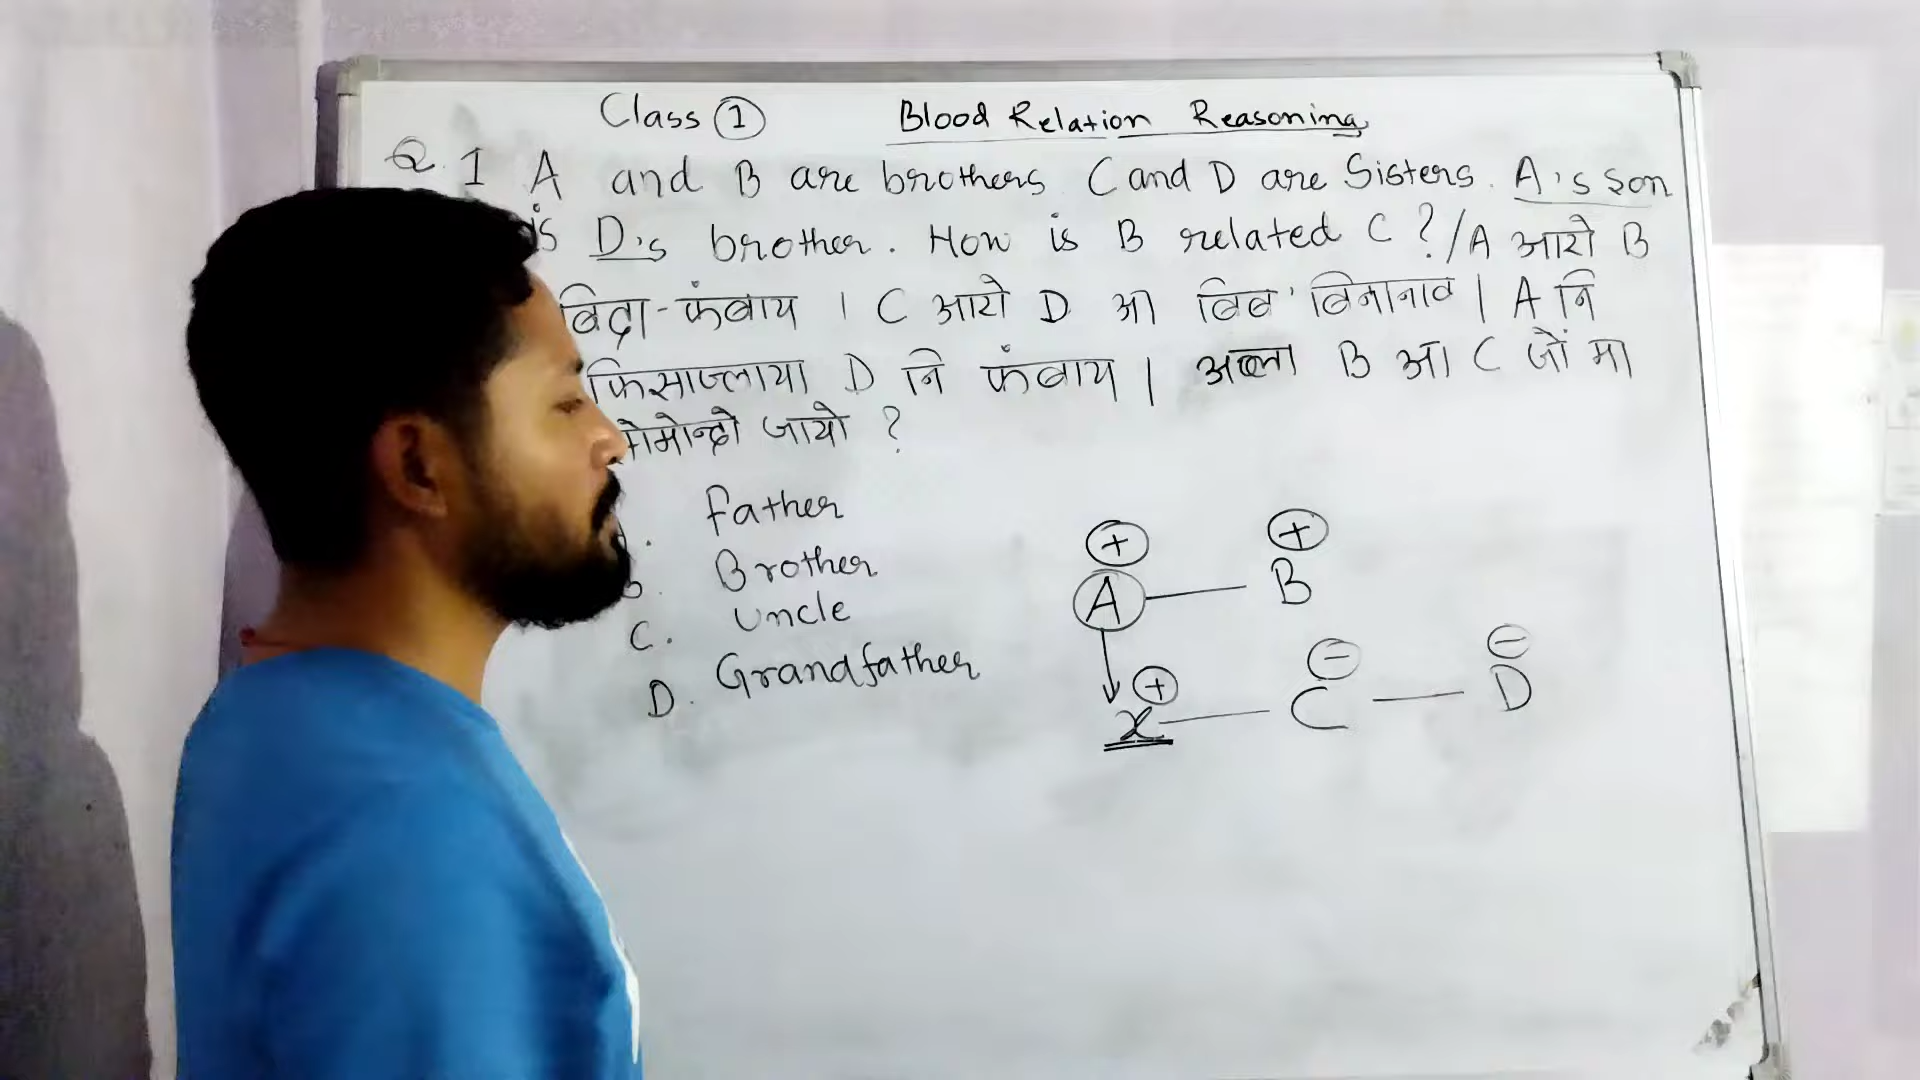 Class ① Blood Relation Reasoning
Q. 1 A and B are brothers. C and D are Sisters. A's son
is D's brother. How is B related C ? / A आरो B
बिदा-फंबाय । C आरो D आ बिब' बिनानाव । A नि
फिसाज्लाया D नि फंबाय । अब्ला B आ C जों मा
सोमोन्दो जायो ?
Father
B. Brother
C. Uncle
D. Grandfather
+ +
A — B
− −
+
x — C — D